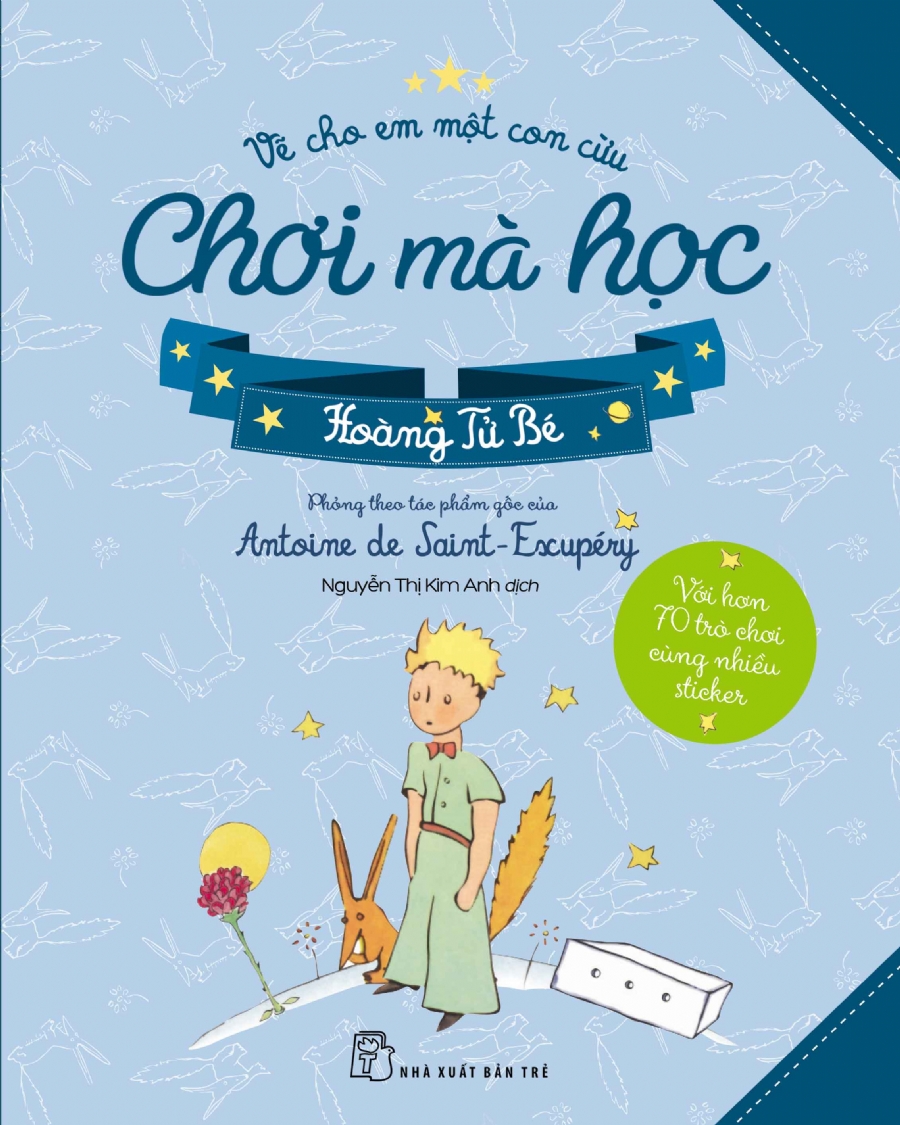 Vẽ cho em một con cừu
Chơi mà học
Hoàng Tử Bé
Phỏng theo tác phẩm gốc của
Antoine de Saint-Exupéry
Nguyễn Thị Kim Anh dịch
Với hơn
70 trò chơi
cùng nhiều
sticker
NHÀ XUẤT BẢN TRẺ